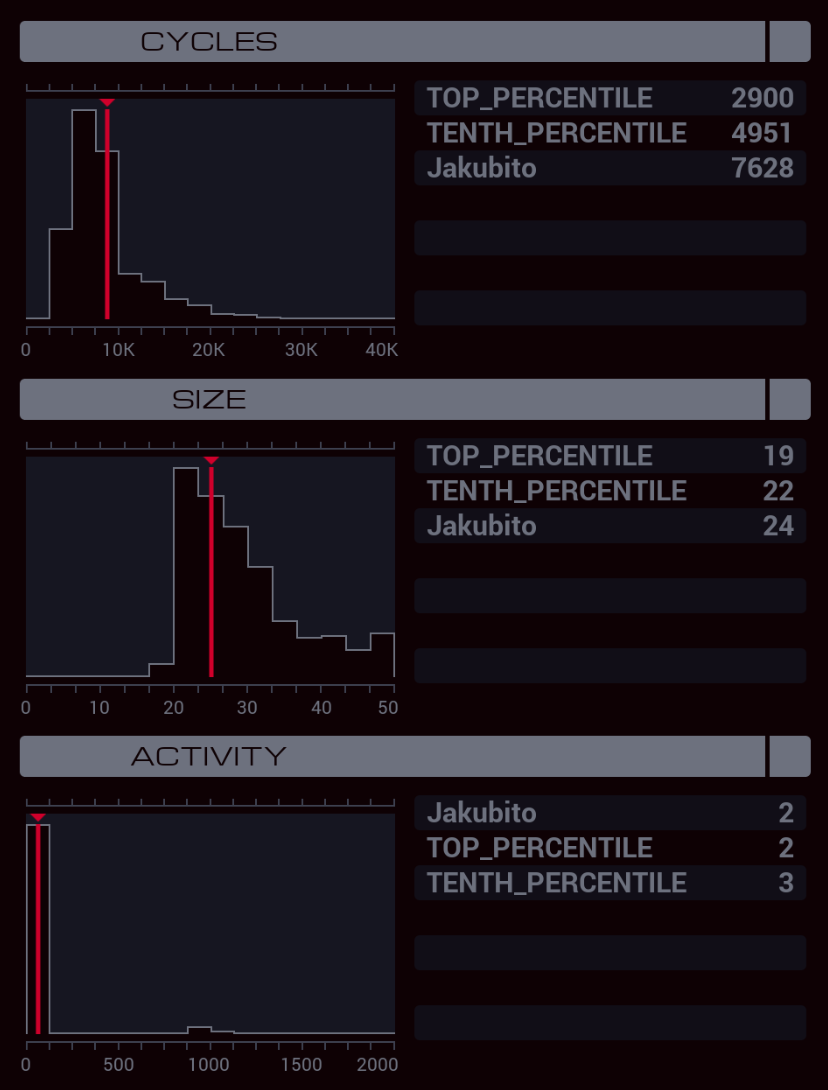 CYCLES
TOP_PERCENTILE 2900
TENTH_PERCENTILE 4951
Jakubito 7628
0 10K 20K 30K 40K
SIZE
TOP_PERCENTILE 19
TENTH_PERCENTILE 22
Jakubito 24
0 10 20 30 40 50
ACTIVITY
Jakubito 2
TOP_PERCENTILE 2
TENTH_PERCENTILE 3
0 500 1000 1500 2000